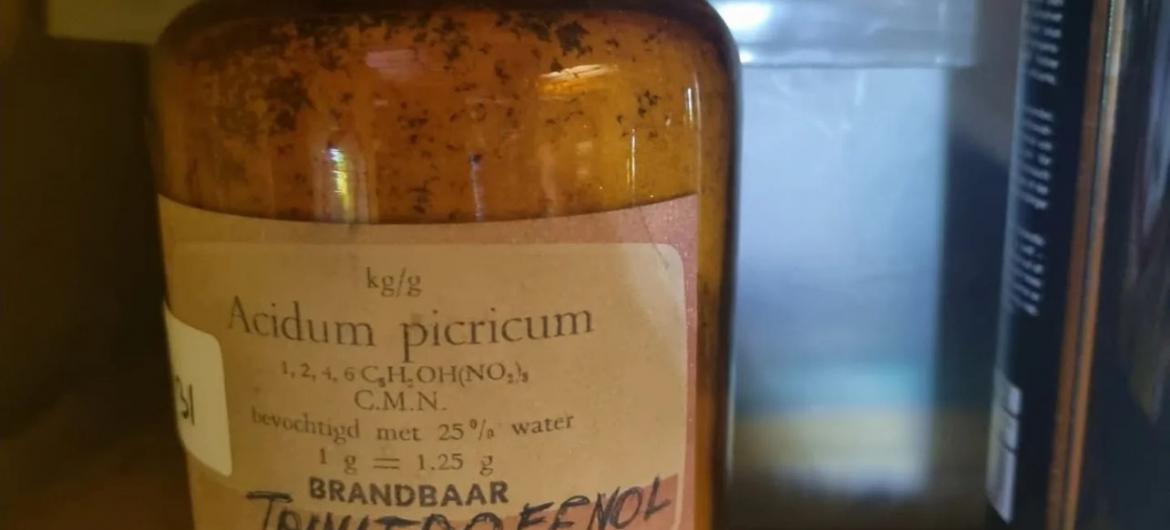 kg/g
Acidum picricum
1, 2, 4, 6 C₆H₂OH(NO₂)₃
C.M.N.
bevochtigd met 25% water
1 g = 1.25 g
BRANDBAAR
TRINITROFENOL
31